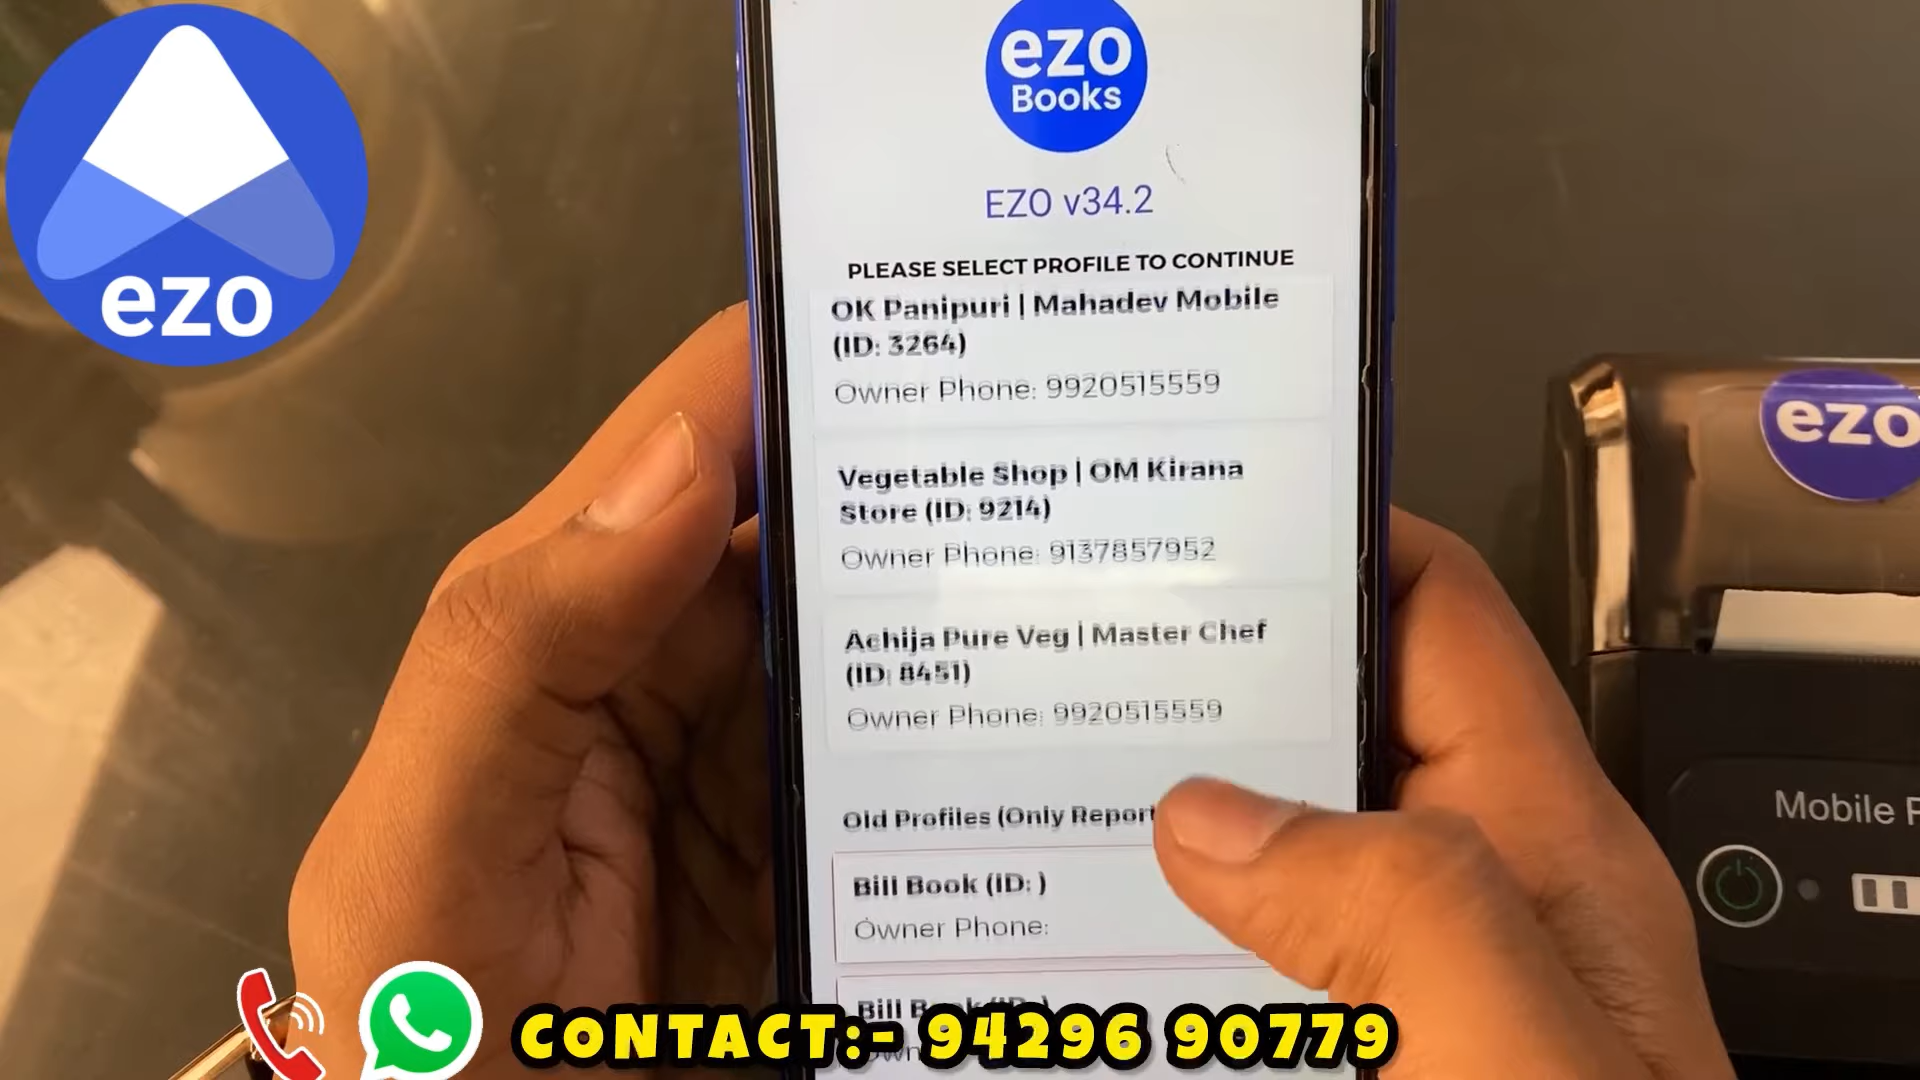 ezo
Books
EZO v34.2
PLEASE SELECT PROFILE TO CONTINUE
OK Panipuri | Mahadev Mobile
(ID: 3264)
Owner Phone: 9920515559
Vegetable Shop | OM Kirana
Store (ID: 9214)
Owner Phone: 9137857952
Achija Pure Veg | Master Chef
(ID: 8451)
Owner Phone: 9920515559
Old Profiles (Only Report
Bill Book (ID: )
Owner Phone:
Bill
ezo
ezo
Mobile
CONTACT:- 94296 90779